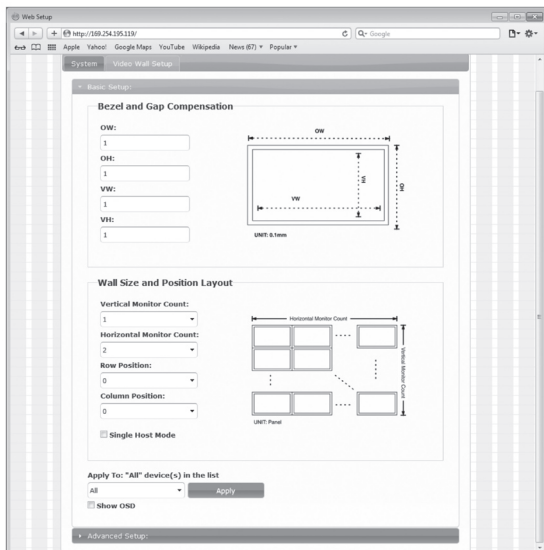 Web Setup
http://169.254.195.119/
Google
Apple Yahoo! Google Maps YouTube Wikipedia News (67) Popular
System Video Wall Setup
Basic Setup:
Bezel and Gap Compensation
OW:
1
OH:
1
VW:
1
VH:
1
OW
VH
OH
VW
UNIT: 0.1mm
Wall Size and Position Layout
Vertical Monitor Count:
1
Horizontal Monitor Count:
2
Row Position:
0
Column Position:
0
Single Host Mode
Horizontal Monitor Count
Vertical Monitor Count
UNIT: Panel
Apply To: "All" device(s) in the list
All
Apply
Show OSD
Advanced Setup: